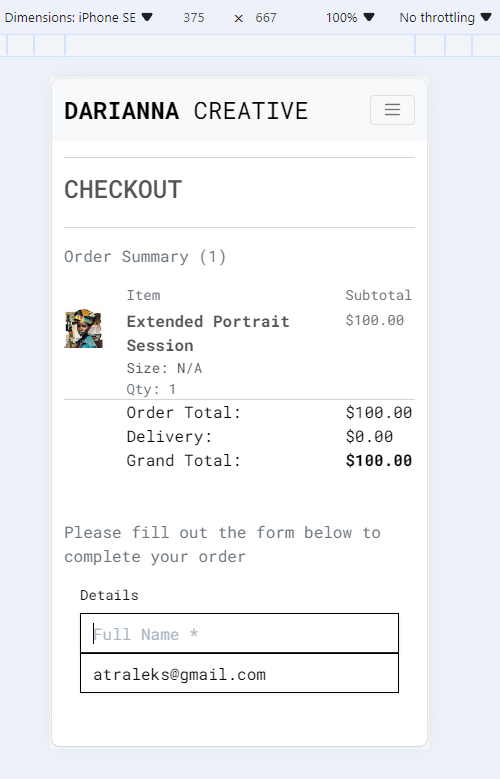 Dimensions: iPhone SE 375 × 667 100% No throttling
DARIANNA CREATIVE
CHECKOUT
Order Summary (1)
Item Subtotal
Extended Portrait $100.00
Session
Size: N/A
Qty: 1
Order Total: $100.00
Delivery: $0.00
Grand Total: $100.00
Please fill out the form below to
complete your order
Details
Full Name *
atraleks@gmail.com